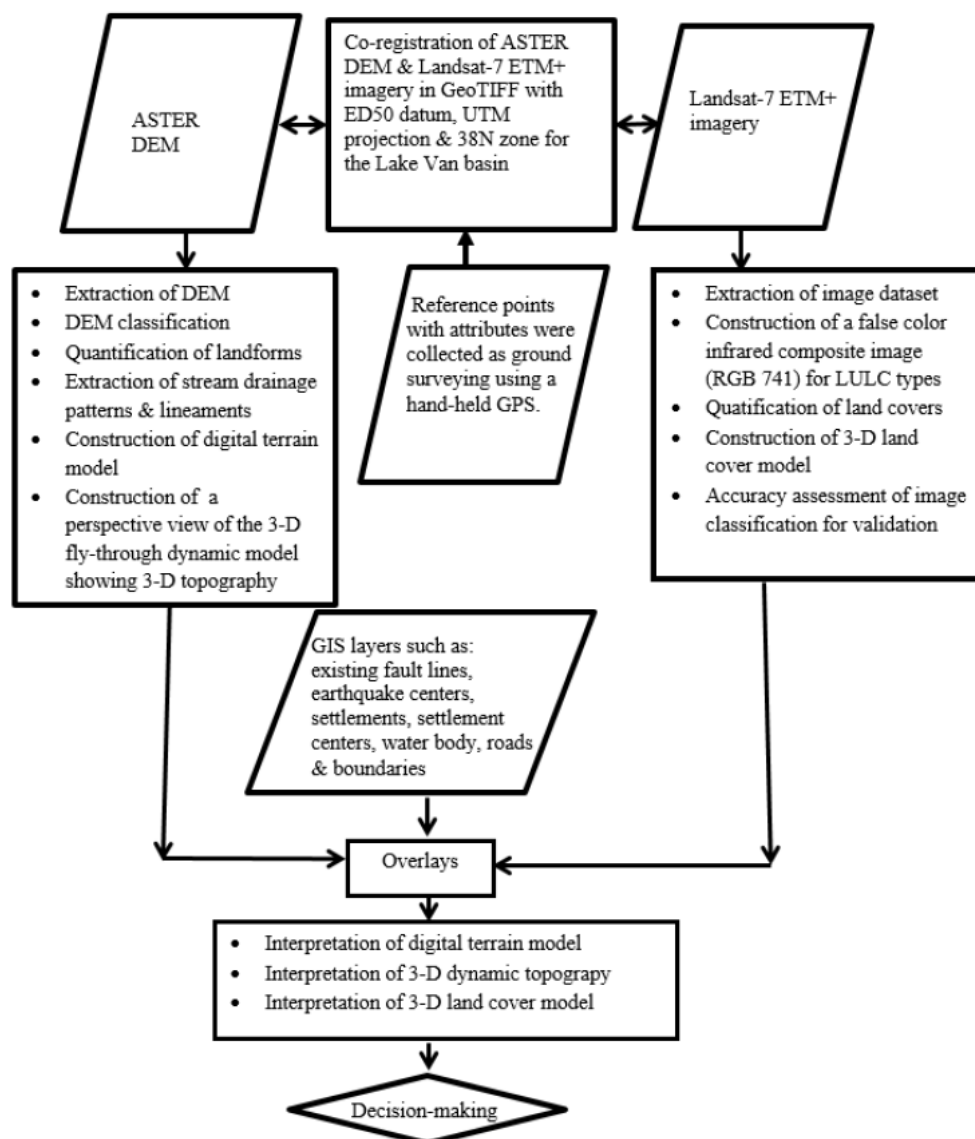 ASTER
DEM
Co-registration of ASTER
DEM & Landsat-7 ETM+
imagery in GeoTIFF with
ED50 datum, UTM
projection & 38N zone for
the Lake Van basin
Landsat-7 ETM+
imagery
• Extraction of DEM
• DEM classification
• Quantification of landforms
• Extraction of stream drainage
patterns & lineaments
• Construction of digital terrain
model
• Construction of a
perspective view of the 3-D
fly-through dynamic model
showing 3-D topography
Reference points
with attributes were
collected as ground
surveying using a
hand-held GPS.
• Extraction of image dataset
• Construction of a false color
infrared composite image
(RGB 741) for LULC types
• Quatification of land covers
• Construction of 3-D land
cover model
• Accuracy assessment of image
classification for validation
GIS layers such as:
existing fault lines,
earthquake centers,
settlements, settlement
centers, water body, roads
& boundaries
Overlays
• Interpretation of digital terrain model
• Interpretation of 3-D dynamic topograpy
• Interpretation of 3-D land cover model
Decision-making